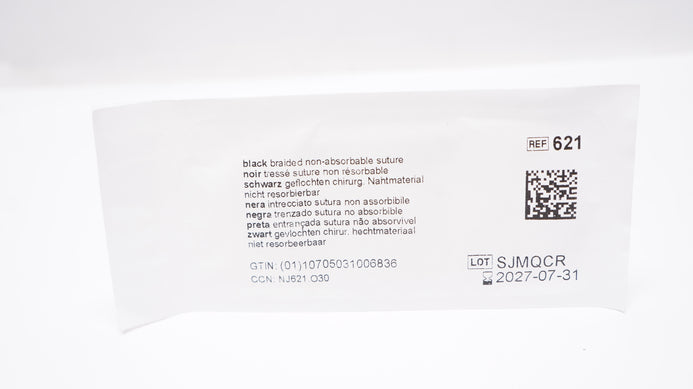 black braided non-absorbable suture
noir tressé suture non résorbable
schwarz geflochten chirurg. Nahtmaterial
nicht resorbierbar
nera intrecciato sutura non assorbibile
negra trenzado sutura no absorbible
preta entrançada sutura não absorvivel
zwart gevlochten chirur. hechtmateriaal
niet resorbeerbaar
GTIN: (01)10705031006836
CCN: NJ621.O30
REF 621
LOT SJMQCR
2027-07-31